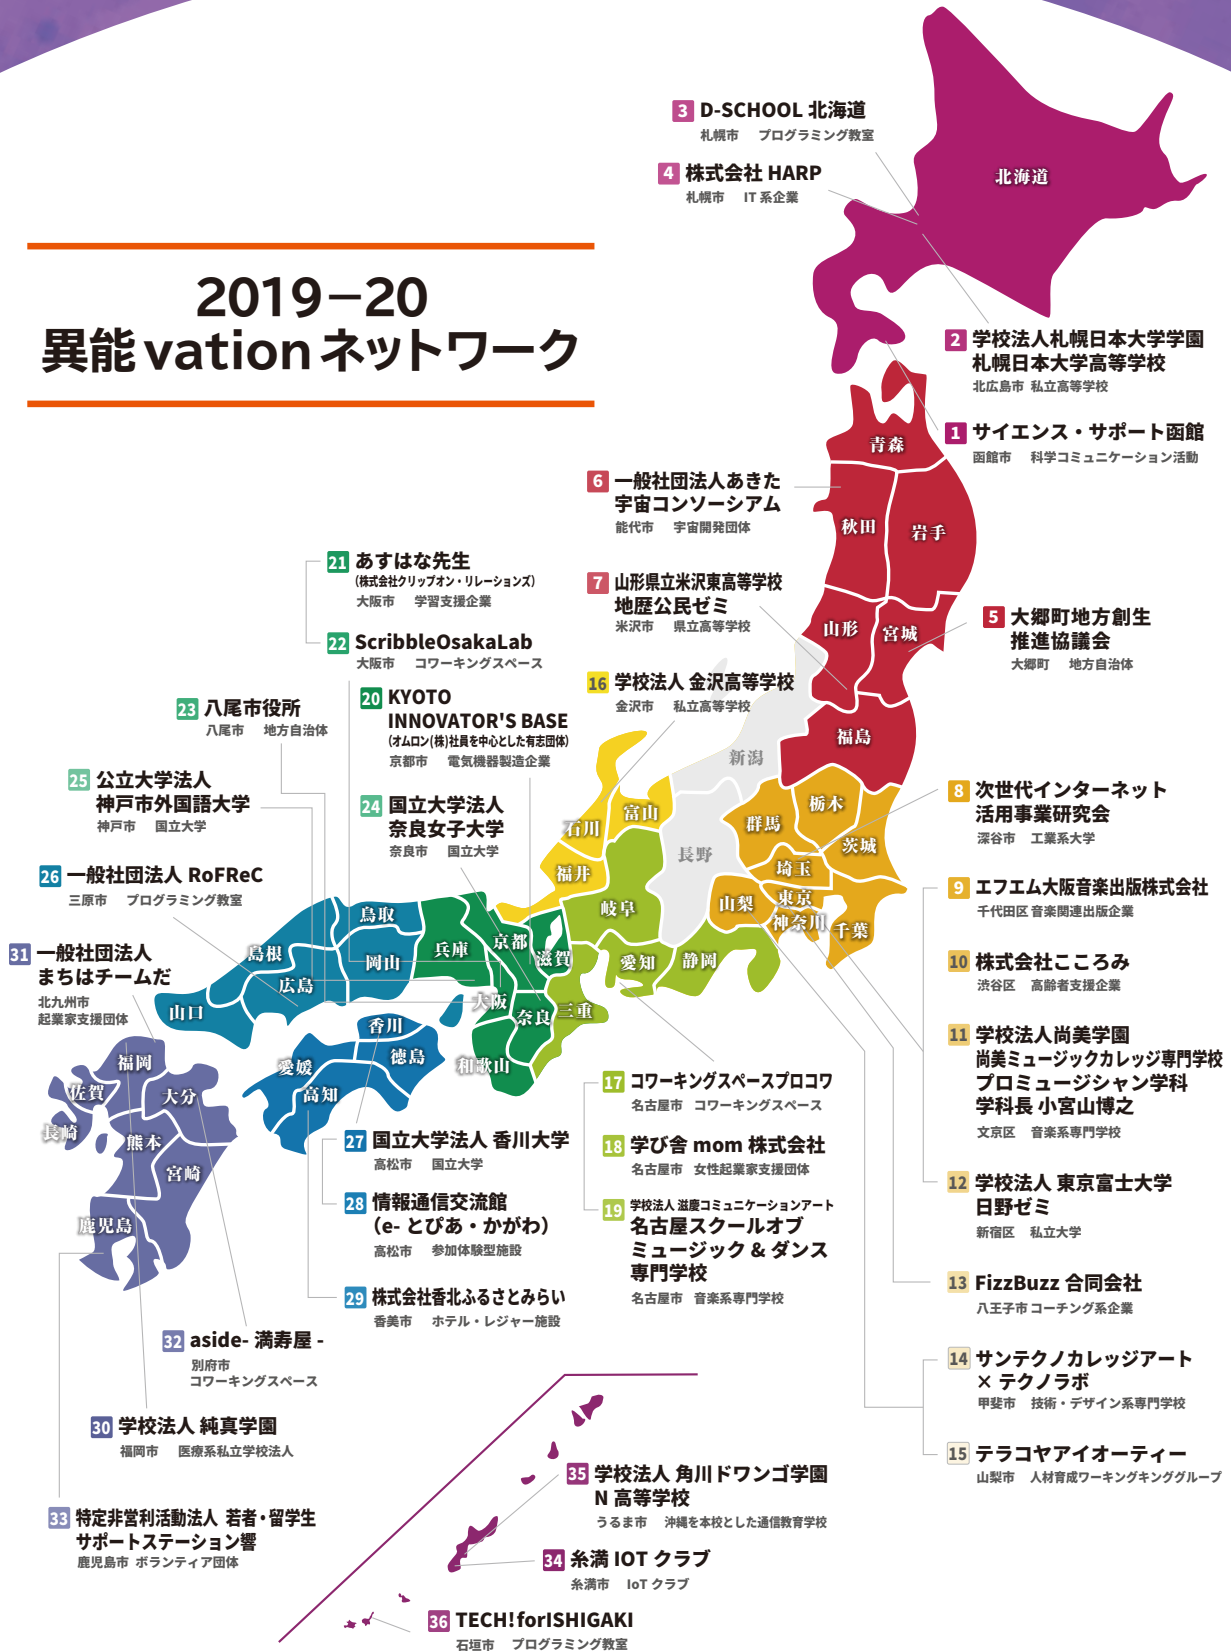 2019−20
異能vationネットワーク
3 D-SCHOOL 北海道
札幌市 プログラミング教室
4 株式会社 HARP
札幌市 IT 系企業
2 学校法人札幌日本大学学園
札幌日本大学高等学校
北広島市 私立高等学校
1 サイエンス・サポート函館
函館市 科学コミュニケーション活動
6 一般社団法人あきた
宇宙コンソーシアム
能代市 宇宙開発団体
7 山形県立米沢東高等学校
地歴公民ゼミ
米沢市 県立高等学校
5 大郷町地方創生
推進協議会
大郷町 地方自治体
16 学校法人 金沢高等学校
金沢市 私立高等学校
21 あすはな先生
(株式会社クリップオン・リレーションズ)
大阪市 学習支援企業
22 ScribbleOsakaLab
大阪市 コワーキングスペース
20 KYOTO
INNOVATOR'S BASE
(オムロン(株)社員を中心とした有志団体)
京都市 電気機器製造企業
23 八尾市役所
八尾市 地方自治体
25 公立大学法人
神戸市外国語大学
神戸市 国立大学
24 国立大学法人
奈良女子大学
奈良市 国立大学
26 一般社団法人 RoFReC
三原市 プログラミング教室
31 一般社団法人
まちはチームだ
北九州市
起業家支援団体
8 次世代インターネット
活用事業研究会
深谷市 工業系大学
9 エフエム大阪音楽出版株式会社
千代田区 音楽関連出版企業
10 株式会社こころみ
渋谷区 高齢者支援企業
11 学校法人尚美学園
尚美ミュージックカレッジ専門学校
プロミュージシャン学科
学科長 小宮山博之
文京区 音楽系専門学校
12 学校法人 東京富士大学
日野ゼミ
新宿区 私立大学
13 FizzBuzz 合同会社
八王子市 コーチング系企業
14 サンテクノカレッジアート
× テクノラボ
甲斐市 技術・デザイン系専門学校
15 テラコヤアイオーティー
山梨市 人材育成ワーキングキンググループ
17 コワーキングスペースプロコワ
名古屋市 コワーキングスペース
18 学び舎 mom 株式会社
名古屋市 女性起業家支援団体
19 学校法人 滋慶コミュニケーションアート
名古屋スクールオブ
ミュージック & ダンス
専門学校
名古屋市 音楽系専門学校
27 国立大学法人 香川大学
高松市 国立大学
28 情報通信交流館
（e- とぴあ・かがわ）
高松市 参加体験型施設
29 株式会社香北ふるさとみらい
香美市 ホテル・レジャー施設
32 aside- 満寿屋 -
別府市
コワーキングスペース
30 学校法人 純真学園
福岡市 医療系私立学校法人
33 特定非営利活動法人 若者・留学生
サポートステーション響
鹿児島市 ボランティア団体
35 学校法人 角川ドワンゴ学園
N 高等学校
うるま市 沖縄を本校とした通信教育学校
34 糸満 IOT クラブ
糸満市 IoT クラブ
36 TECH!forISHIGAKI
石垣市 プログラミング教室
北海道
青森
秋田
岩手
山形
宮城
福島
新潟
栃木
群馬
茨城
埼玉
東京
神奈川
千葉
山梨
長野
富山
石川
福井
岐阜
愛知
静岡
三重
滋賀
京都
兵庫
大阪
奈良
和歌山
鳥取
島根
岡山
広島
山口
香川
徳島
愛媛
高知
福岡
佐賀
大分
長崎
熊本
宮崎
鹿児島